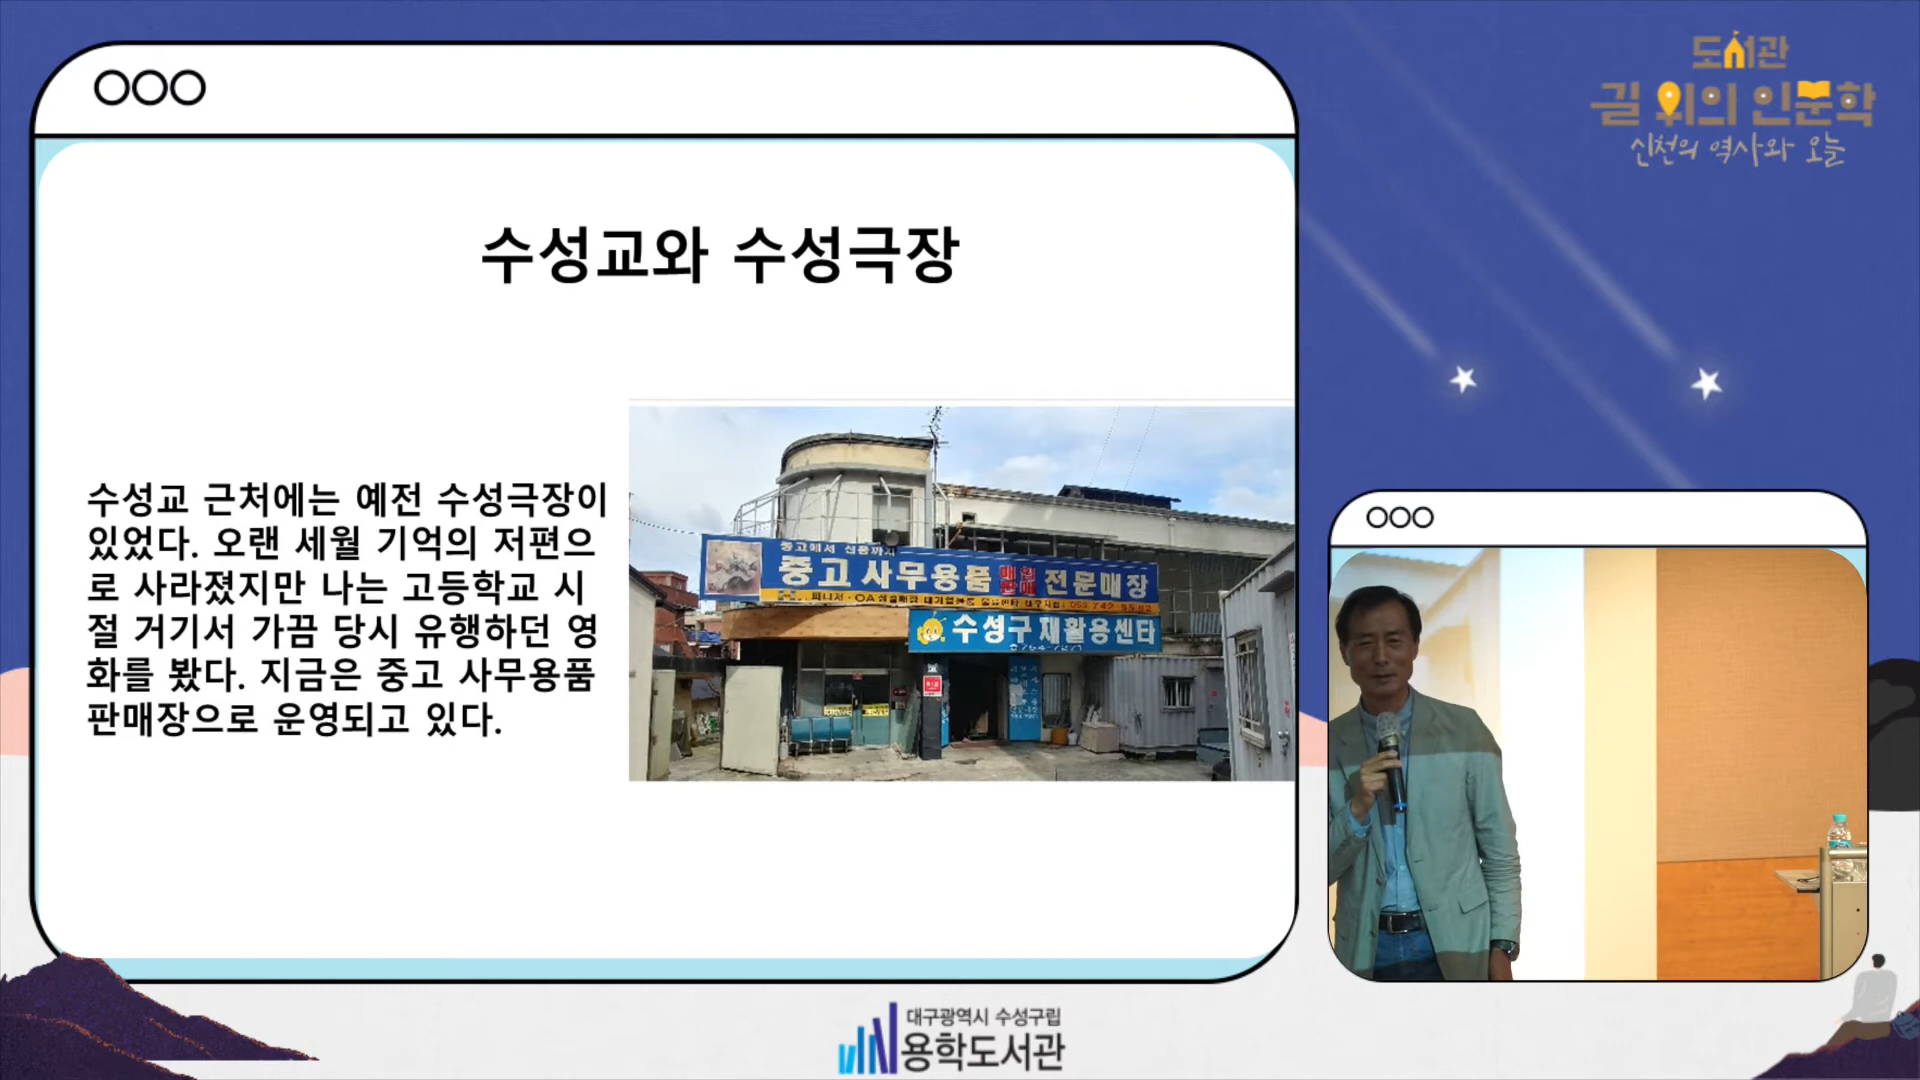 도서관
길 위의 인문학
신천의 역사와 오늘
수성교와 수성극장
수성교 근처에는 예전 수성극장이
있었다. 오랜 세월 기억의 저편으
로 사라졌지만 나는 고등학교 시
절 거기서 가끔 당시 유행하던 영
화를 봤다. 지금은 중고 사무용품
판매장으로 운영되고 있다.
중고에서 신품까지
중고사무용품 매입 판매 전문매장
수성구재활용센타
대구광역시 수성구립
용학도서관